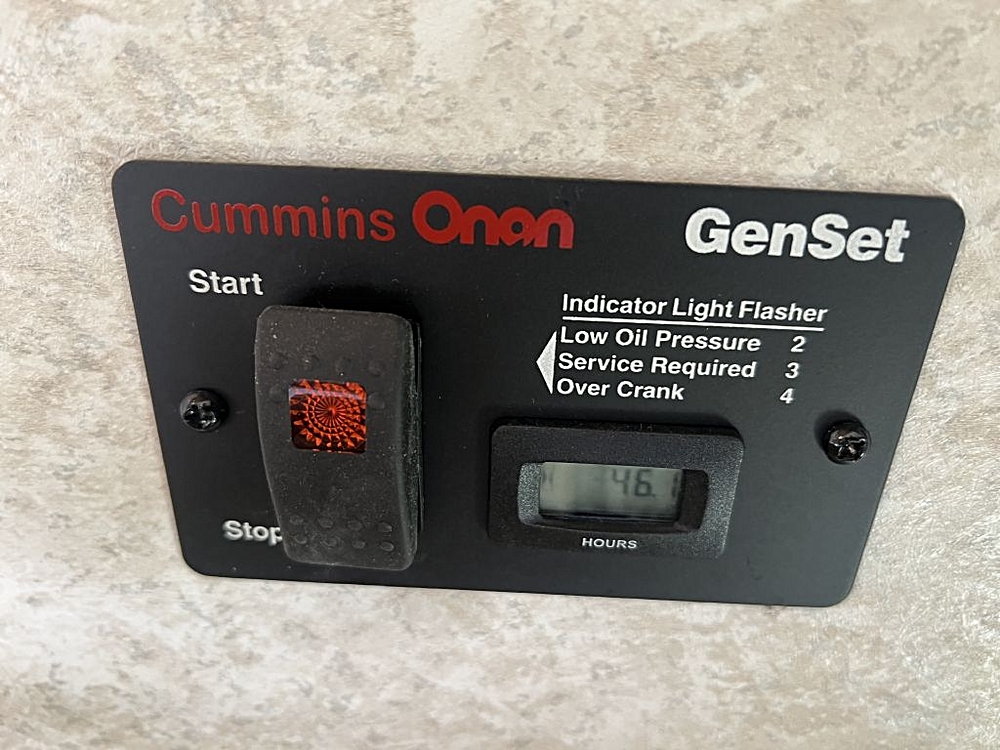 Cummins Onan
GenSet
Start
Indicator Light Flasher
Low Oil Pressure 2
Service Required 3
Over Crank 4
46.1
HOURS
Stop